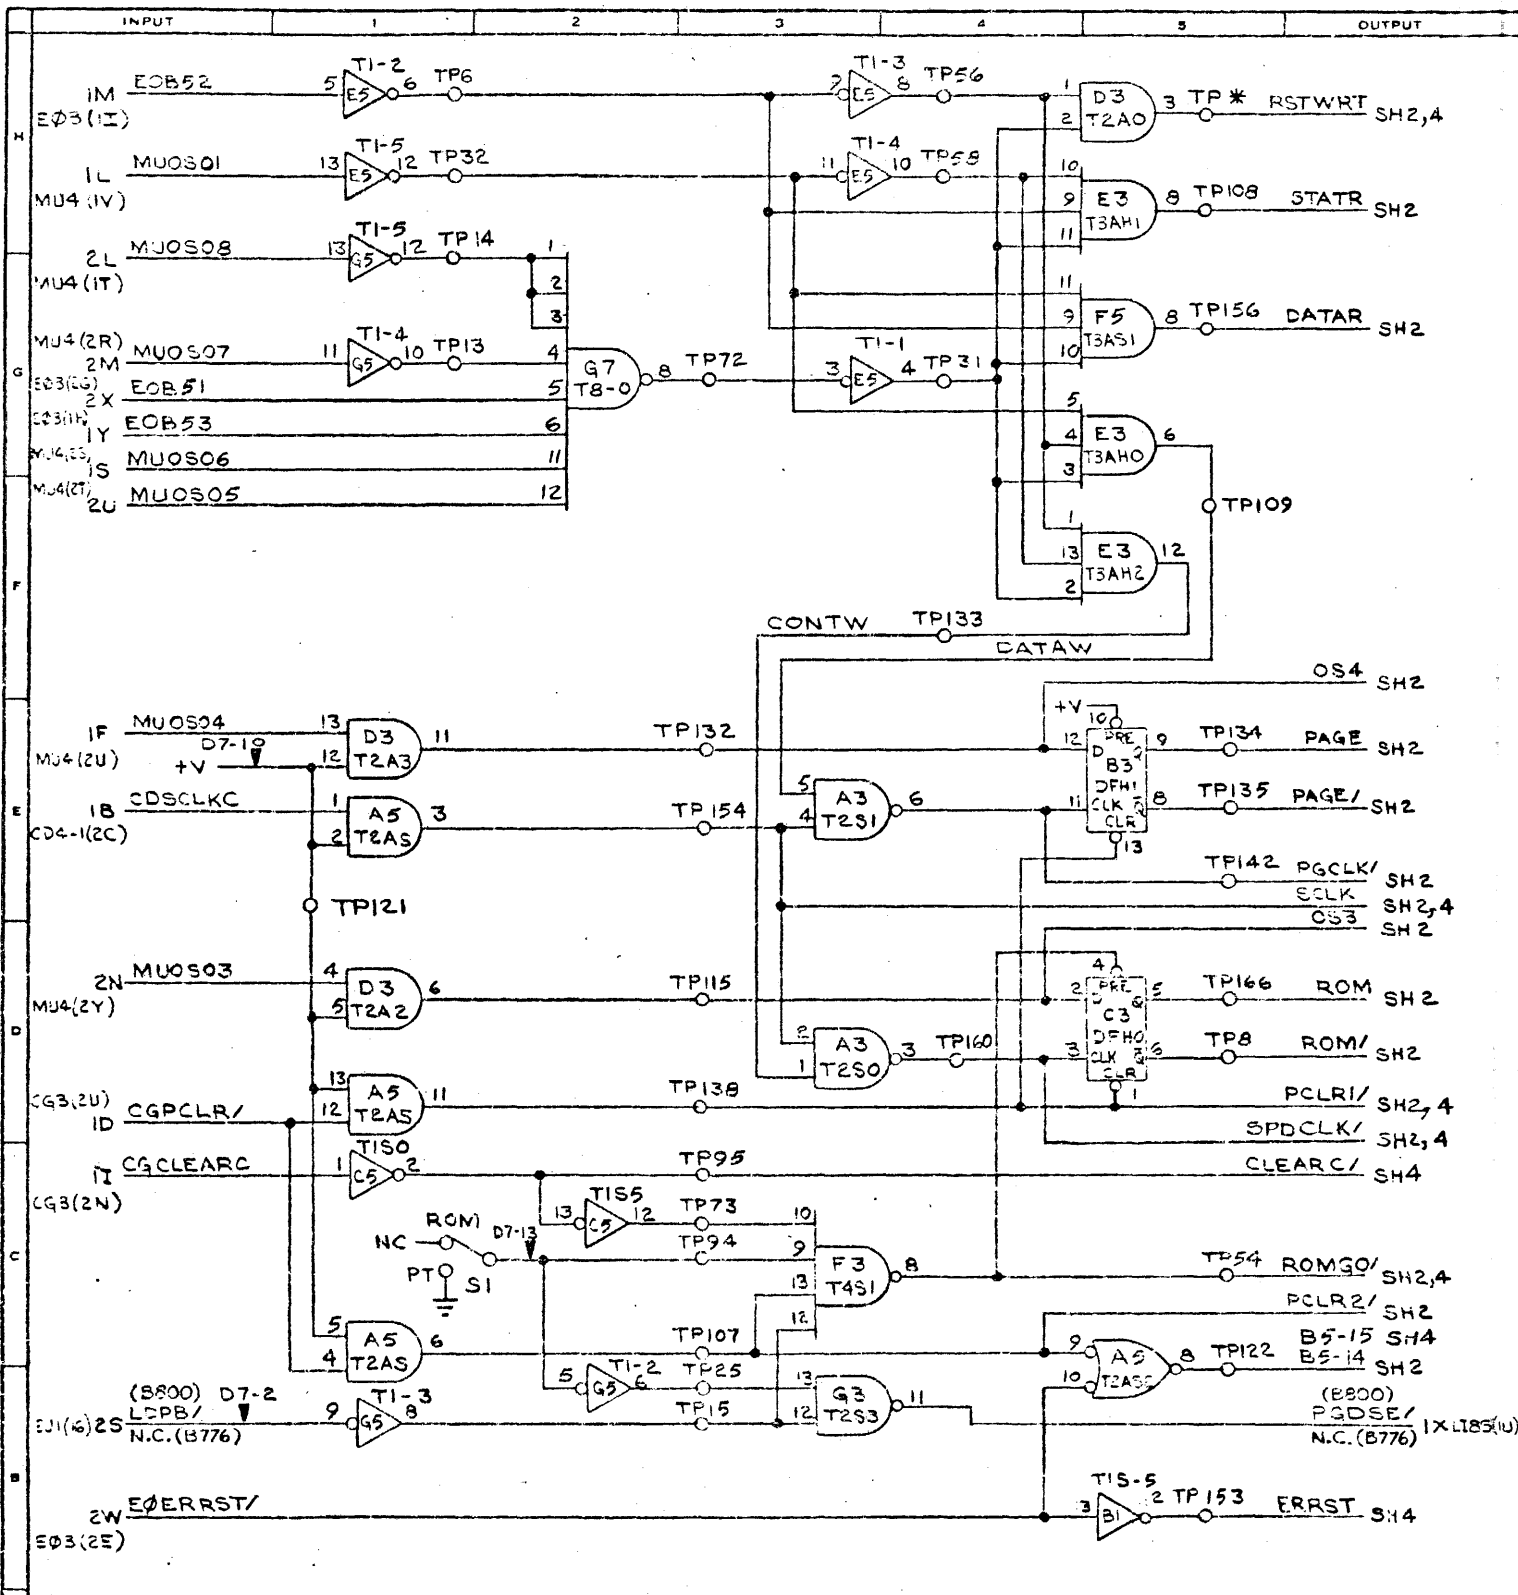 INPUT 1 2 3 4 5 OUTPUT
H
G
F
E
D
C
B
1M EOB52 5 T1-2 E5 6 TP6 T1-3 E5 8 TP56 1 2 D3 T2A0 3 TP* RSTWRT SH2,4
EØ3(1I)
1L MUOS01 13 T1-5 E5 12 TP32 11 T1-4 E5 10 TP58 10 9 11 E3 T3AH1 8 TP108 STATR SH2
MU4(1V)
2L MUOS08 13 T1-5 G5 12 TP14 1 2 3
MU4(1T)
11 9 10 F5 T3AS1 8 TP156 DATAR SH2
MU4(2R)
2M MUOS07 11 T1-4 G5 10 TP13 4 G7 T8-0 8 TP72 3 T1-1 E5 4 TP31
2X EOB51 5
1Y EOB53 6
1S MUOS06 11
MU4(2T)
2U MUOS05 12
5 4 3 E3 T3AH0 6
TP109
1 13 2 E3 T3AH2 12
CONTW TP133
DATAW
OS4 SH2
1F MUOS04 13 D3 T2A3 11 TP132
MU4(2U) D7-10 +V 12
+V 10 12 D PRE Q 9 B3 DFH1 11 CLK Q 8 CLR 13
TP134 PAGE SH2
TP135 PAGE/ SH2
1B CDSCLKC 1 2 A5 T2AS 3 TP154 5 4 A3 T2S1 6
CD4-1(2C)
TP142 PGCLK/ SH2
SCLK SH2,4
OS3 SH2
TP121
2N MUOS03 4 5 D3 T2A2 6 TP115
MU4(2Y)
4 2 D PRE Q 5 C3 DFH0 3 CLK Q 6 CLR 1
TP166 ROM SH2
TP8 ROM/ SH2
2 1 A3 T2S0 3 TP160
CG3(2U)
1D CGPCLR/ 13 12 A5 T2AS 11 TP138 PCLR1/ SH2,4
SPDCLK/ SH2,4
1I CGCLEARC 1 T1S0 C5 2 TP95 CLEARC/ SH4
CG3(2N)
13 T1S5 C5 12 TP73 10
ROM NC PT S1 D7-13 TP94 9
13 12 F3 T4S1 8 TP54 ROMGO/ SH2,4
PCLR2/ SH2
5 4 A5 T2AS 6 TP107
9 10 A5 8 TP122 B5-15 SH4
B5-14 SH2
5 T1-2 G5 6 TP25 13 12 G3 T2S3 11
(B800) D7-2
2S LDPB/ 9 T1-3 G5 8 TP15
N.C.(B776)
(B800)
PGDSE/ 1X
N.C.(B776)
2W EØERRST/ 3 T1S-5 B1 2 TP153 ERRST SH4
EØ3(2E)